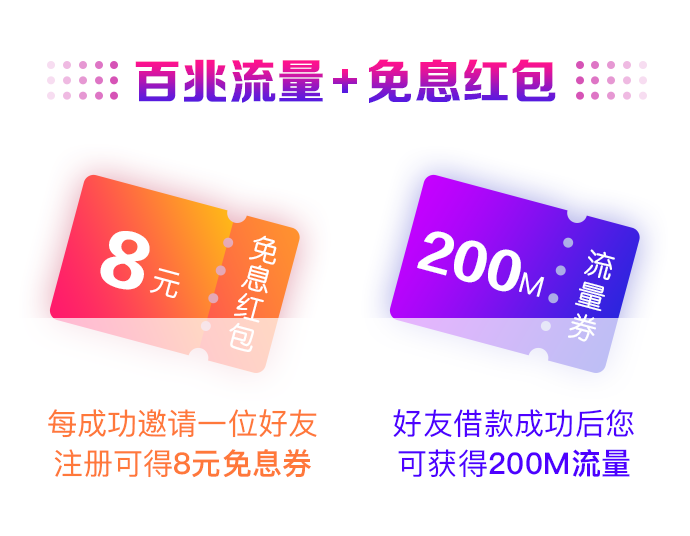 百兆流量+免息红包
8元
免息红包
200M
流量券
每成功邀请一位好友
注册可得8元免息券
好友借款成功后您
可获得200M流量